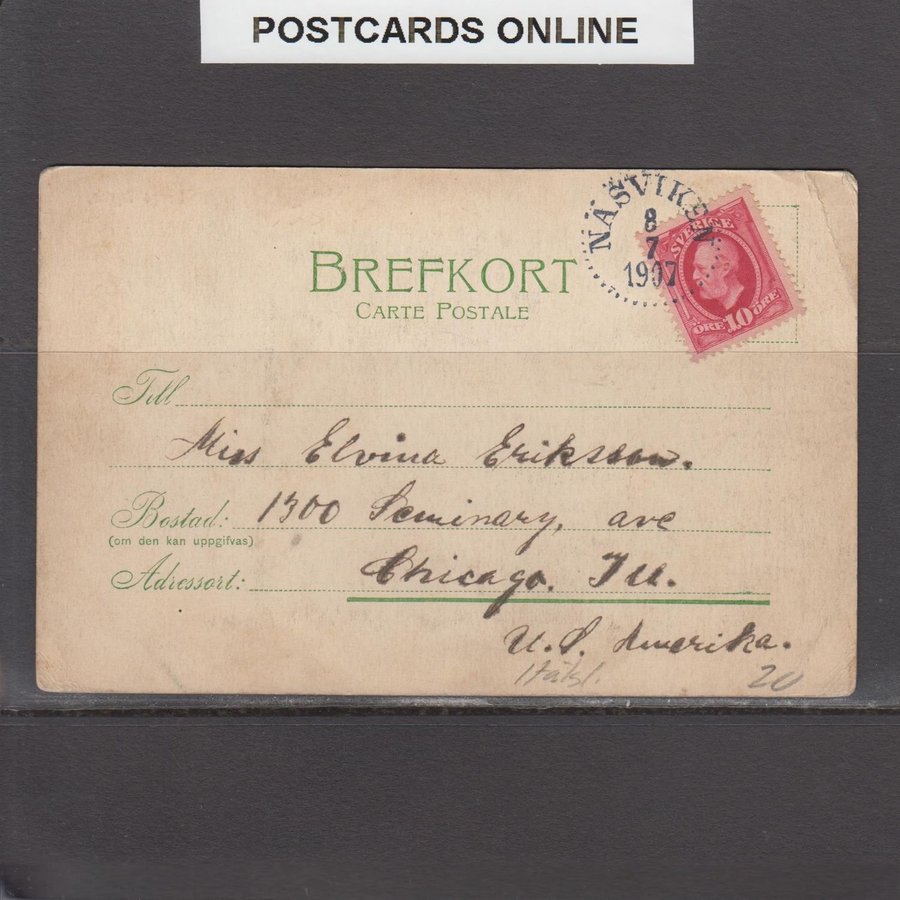 POSTCARDS ONLINE
NÄSVIKEN
8
7
1907
SVERIGE
ÖRE 10 ÖRE
BREFKORT
CARTE POSTALE
Till
Miss Elvina Eriksson.
Bostad: 1300 Seminary, ave
(om den kan uppgifvas)
Adressort: Chicago. Ill.
U.S. Amerika.
20